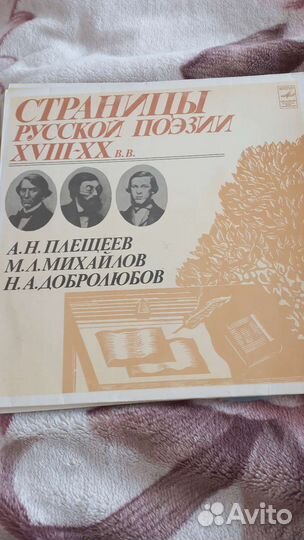 СТРАНИЦЫ
РУССКОЙ ПОЭЗИИ
XVIII-XX В.В.
А.Н.ПЛЕЩЕЕВ
М.Л.МИХАЙЛОВ
Н.А.ДОБРОЛЮБОВ
Avito